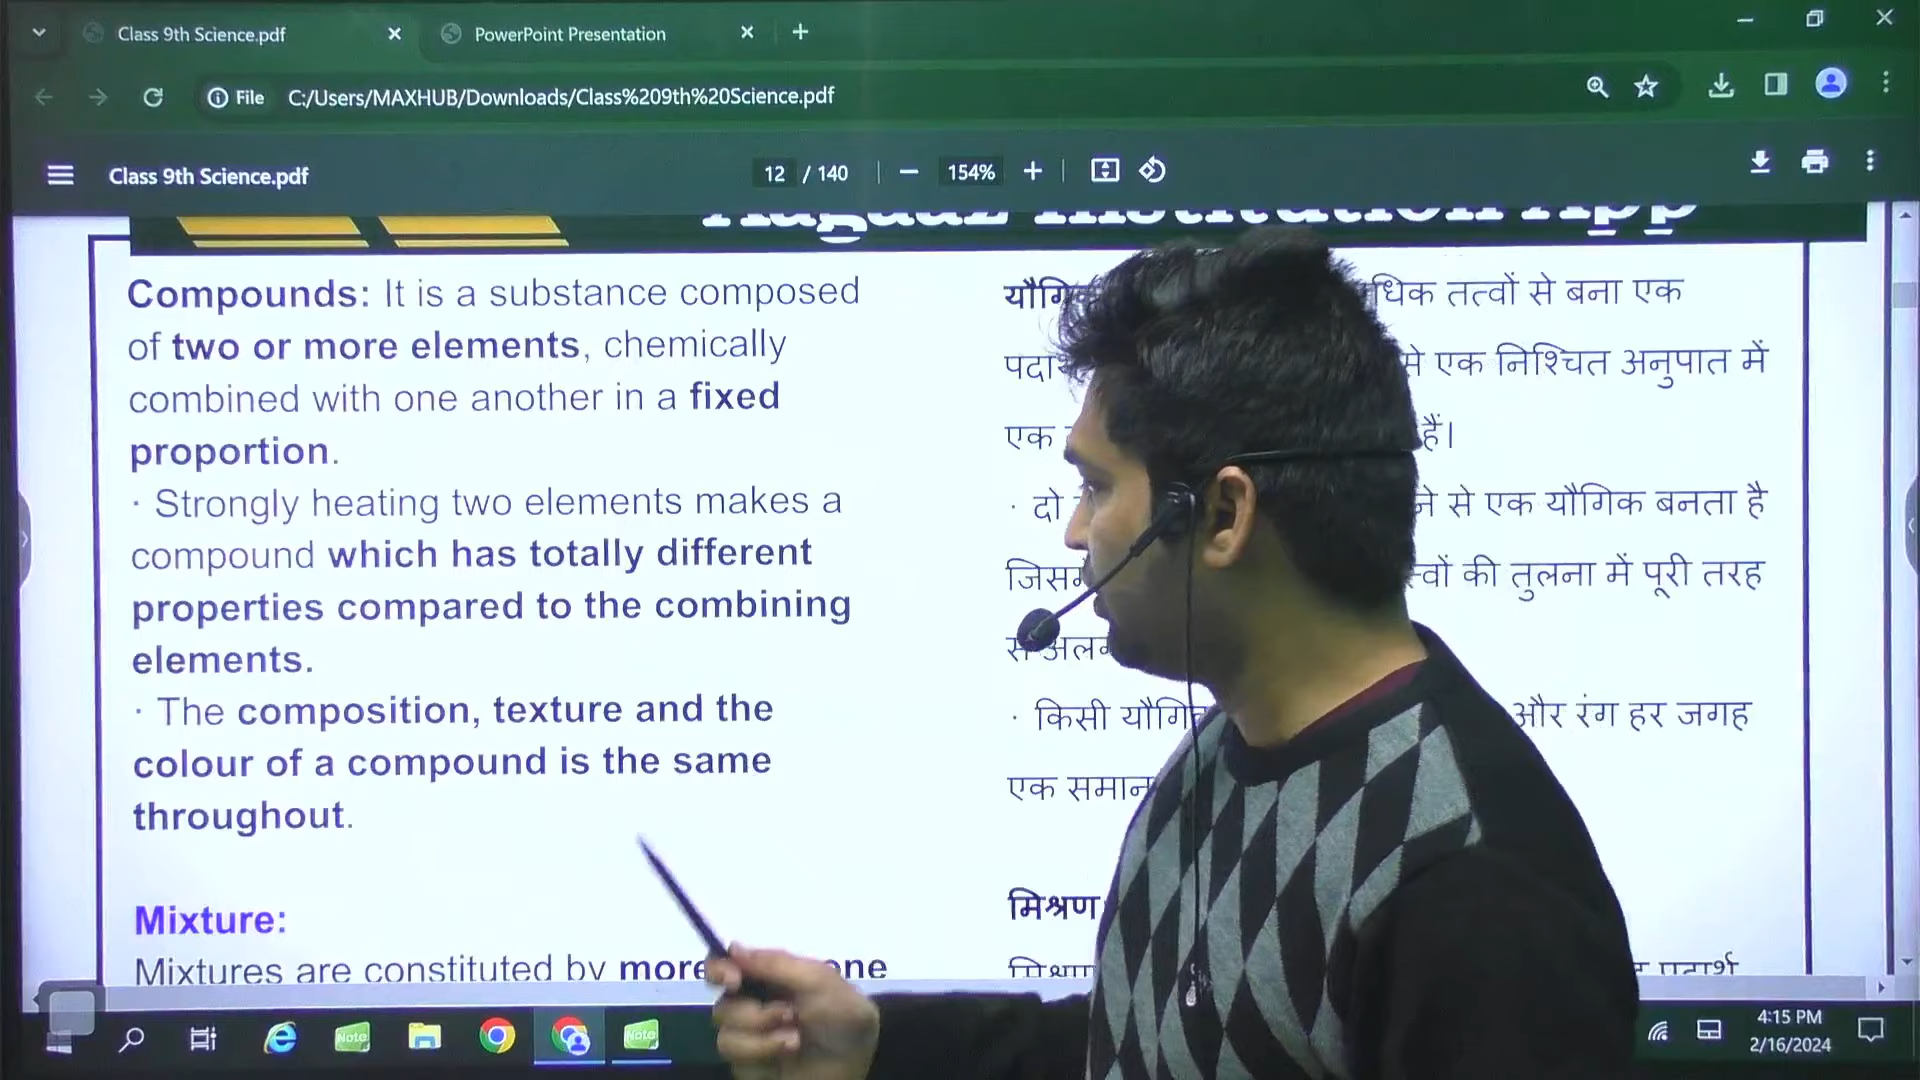 Class 9th Science.pdf
PowerPoint Presentation
File C:/Users/MAXHUB/Downloads/Class%209th%20Science.pdf
Class 9th Science.pdf
12 / 140
154%
Institution App
Compounds: It is a substance composed
of two or more elements, chemically
combined with one another in a fixed
proportion.
· Strongly heating two elements makes a
compound which has totally different
properties compared to the combining
elements.
· The composition, texture and the
colour of a compound is the same
throughout.
Mixture:
Mixtures are constituted by more
तत्वों से बना एक
से एक निश्चित अनुपात में
एक
हैं।
· दो
से एक यौगिक बनता है
की तुलना में पूरी तरह
· किसी
और रंग हर जगह
एक समान
मिश्रण
Note
Note
4:15 PM
2/16/2024